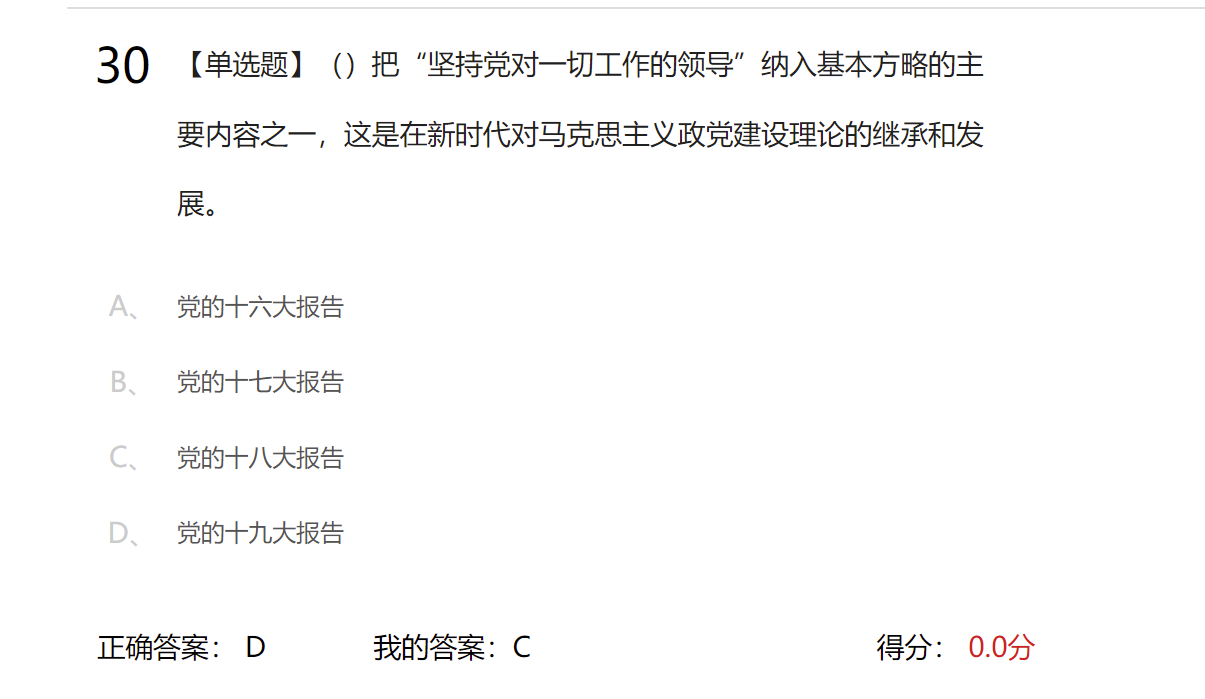 30 【单选题】（）把“坚持党对一切工作的领导”纳入基本方略的主
要内容之一，这是在新时代对马克思主义政党建设理论的继承和发
展。
A、 党的十六大报告
B、 党的十七大报告
C、 党的十八大报告
D、 党的十九大报告
正确答案： D 我的答案：C 得分： 0.0分